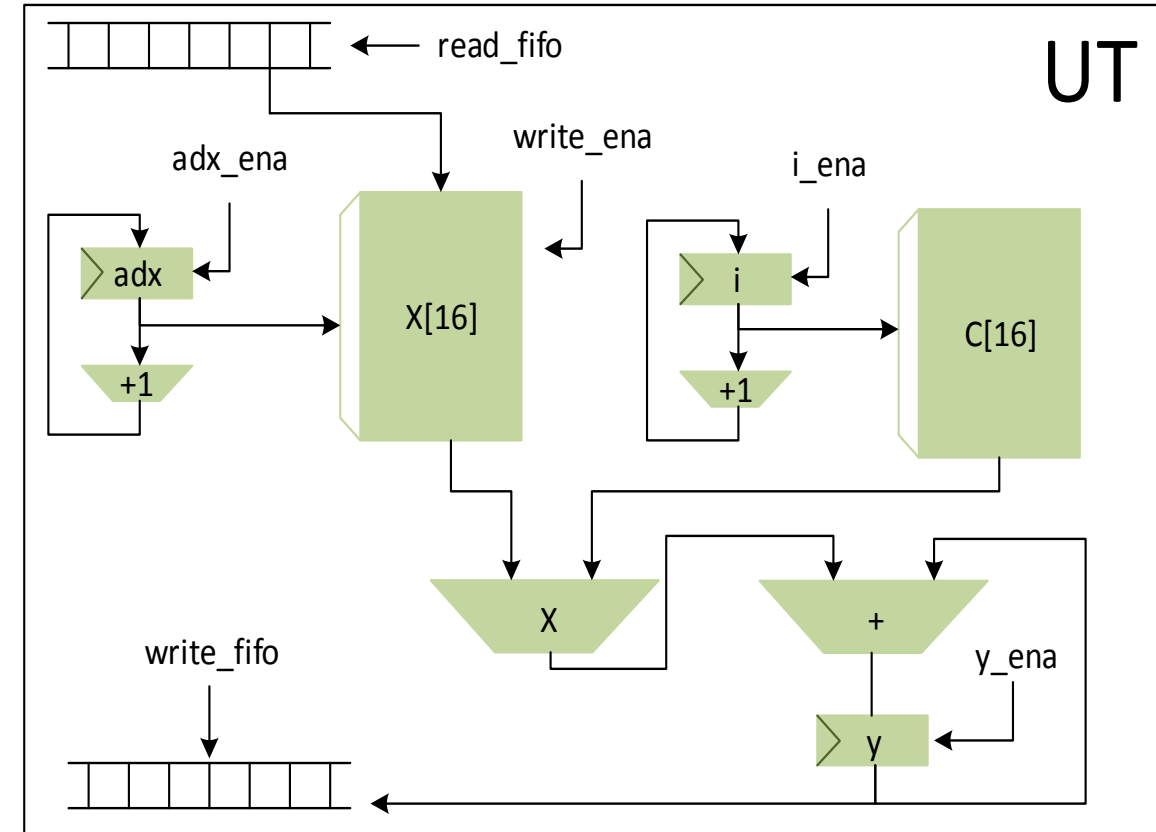 read_fifo
UT
write_ena
adx_ena
i_ena
adx
i
X[16]
C[16]
+1
+1
X
+
write_fifo
y_ena
y